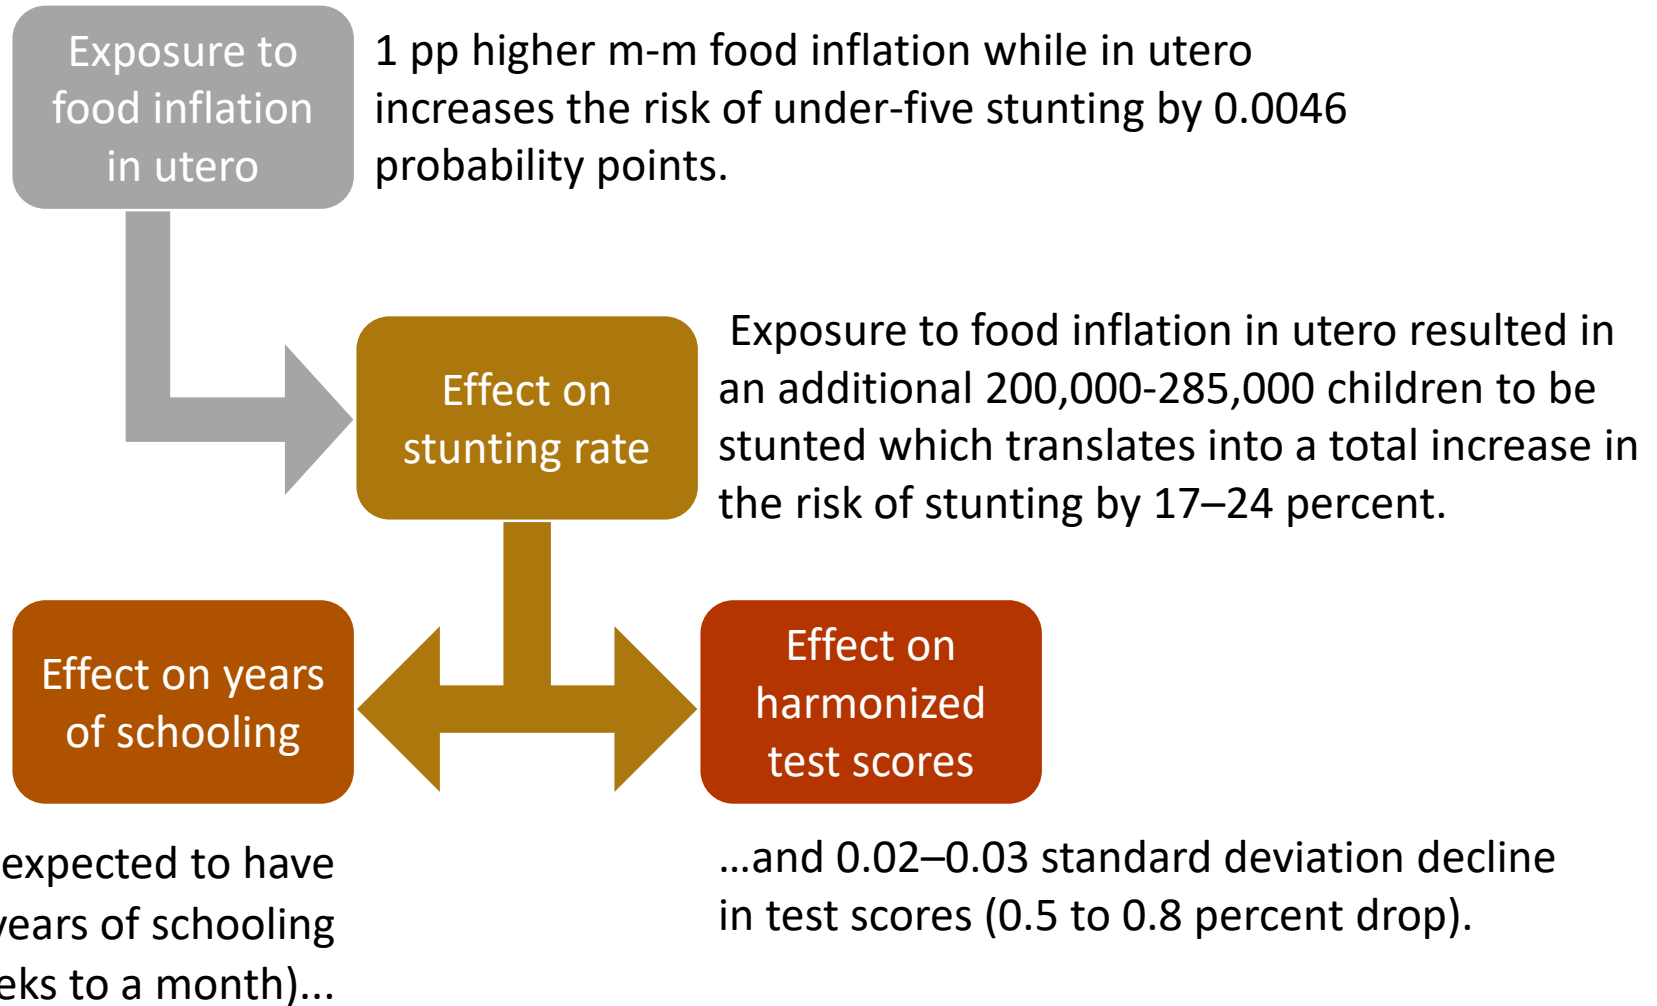 Exposure to
food inflation
in utero
1 pp higher m-m food inflation while in utero
increases the risk of under-five stunting by 0.0046
probability points.
Effect on
stunting rate
Exposure to food inflation in utero resulted in
an additional 200,000-285,000 children to be
stunted which translates into a total increase in
the risk of stunting by 17–24 percent.
Effect on years
of schooling
Effect on
harmonized
test scores
expected to have
years of schooling
to a month)...
...and 0.02–0.03 standard deviation decline
in test scores (0.5 to 0.8 percent drop).